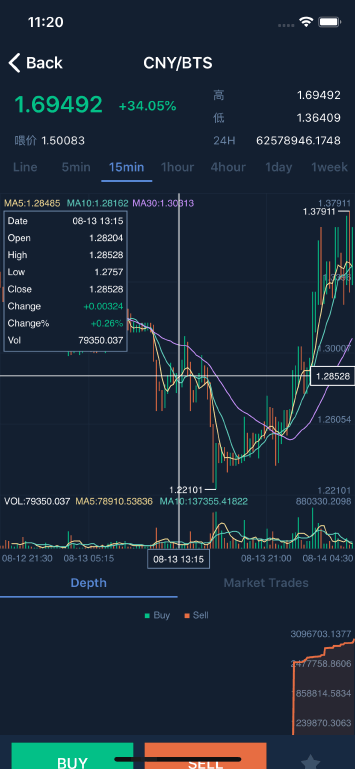 11:20
Back
CNY/BTS
1.69492 +34.05%
高 1.69492
低 1.36409
喂价 1.50083
24H 62578946.1748
Line 5min 15min 1hour 4hour 1day 1week
MA5:1.28485 MA10:1.28162 MA30:1.30313
1.37911
1.37911
Date 08-13 13:15
Open 1.28204
High 1.28528
Low 1.2757
Close 1.28528
Change +0.00324
Change% +0.26%
Vol 79350.037
1.30007
1.28528
1.26054
1.22101
1.22101
VOL:79350.037 MA5:78910.53836 MA10:137355.41822 880330.2098
08-12 21:30 08-13 05:15 08-13 13:15 08-13 21:00 08-14 04:30
Depth Market Trades
Buy Sell
3096703.1377
2477758.8606
858814.5834
239870.3063
BUY SELL